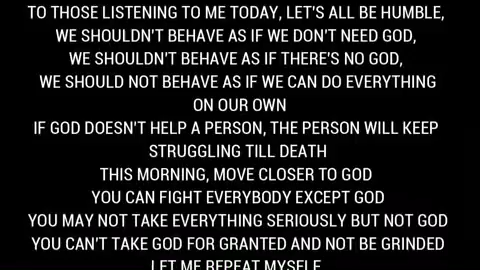 TO THOSE LISTENING TO ME TODAY, LET'S ALL BE HUMBLE,
WE SHOULDN'T BEHAVE AS IF WE DON'T NEED GOD,
WE SHOULDN'T BEHAVE AS IF THERE'S NO GOD,
WE SHOULD NOT BEHAVE AS IF WE CAN DO EVERYTHING
ON OUR OWN
IF GOD DOESN'T HELP A PERSON, THE PERSON WILL KEEP
STRUGGLING TILL DEATH
THIS MORNING, MOVE CLOSER TO GOD
YOU CAN FIGHT EVERYBODY EXCEPT GOD
YOU MAY NOT TAKE EVERYTHING SERIOUSLY BUT NOT GOD
YOU CAN'T TAKE GOD FOR GRANTED AND NOT BE GRINDED
LET ME REPEAT MYSELF